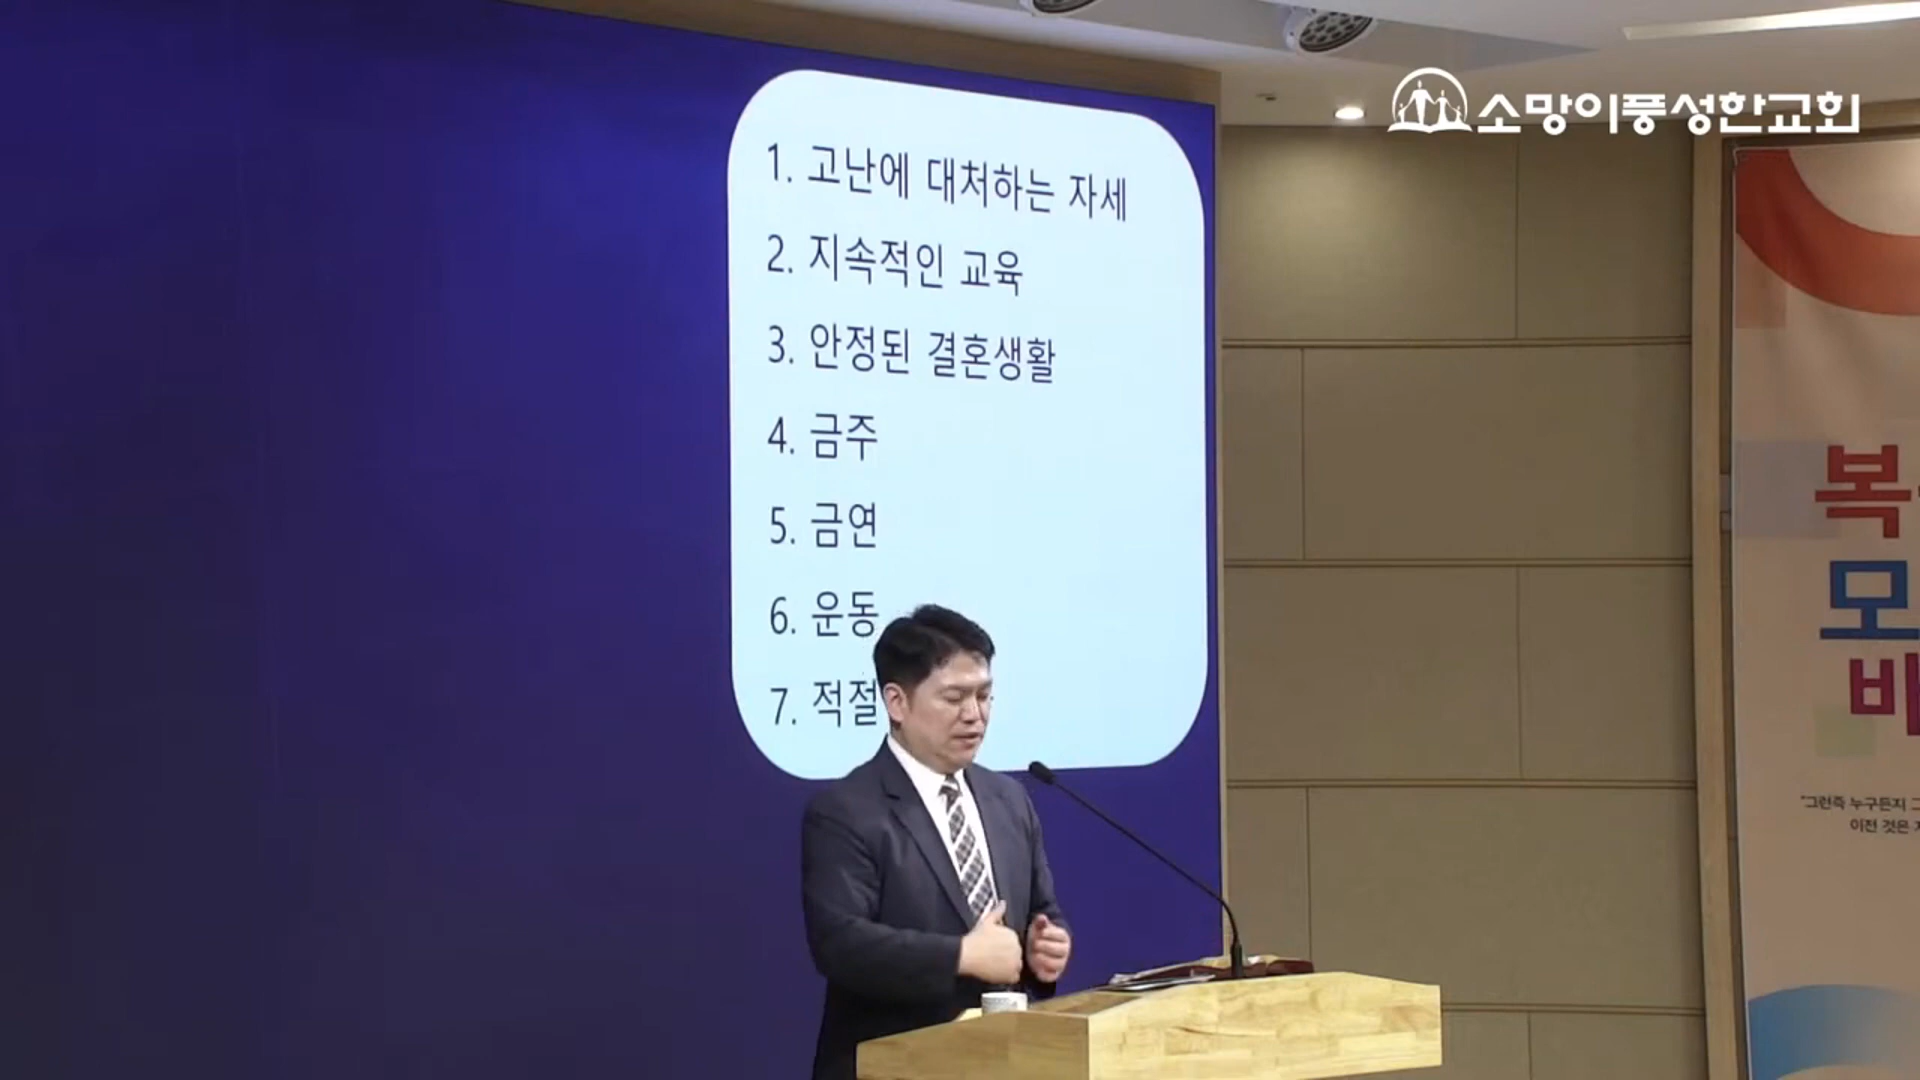 소망이풍성한교회
1. 고난에 대처하는 자세
2. 지속적인 교육
3. 안정된 결혼생활
4. 금주
5. 금연
6. 운동
7. 적절
복
모
바
"그런즉 누구든지 그
이전 것은